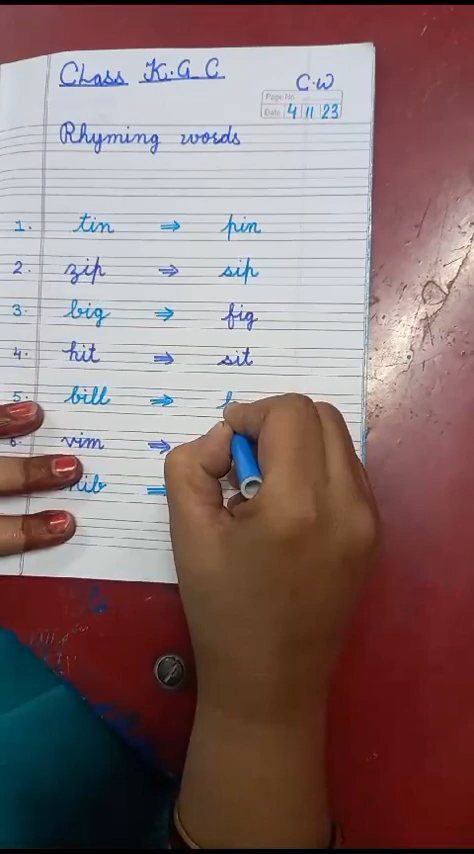 Class K.G C
C.W
Page No
Date 4 11 23
Rhyming words
1. tin ⇒ pin
2. zip ⇒ sip
3. big ⇒ fig
4. hit ⇒ sit
5. bill ⇒
6. vim ⇒
nib ⇒